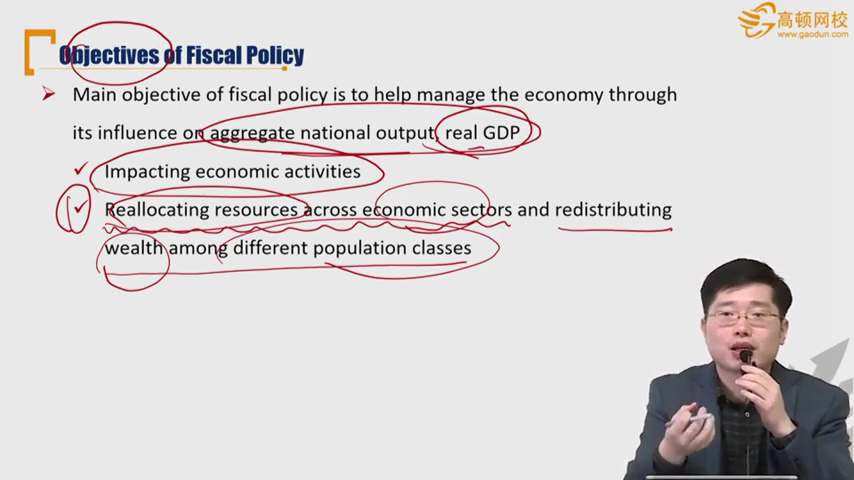 高顿网校
www.gaodun.com
Objectives of Fiscal Policy
Main objective of fiscal policy is to help manage the economy through
its influence on aggregate national output, real GDP
Impacting economic activities
Reallocating resources across economic sectors and redistributing
wealth among different population classes